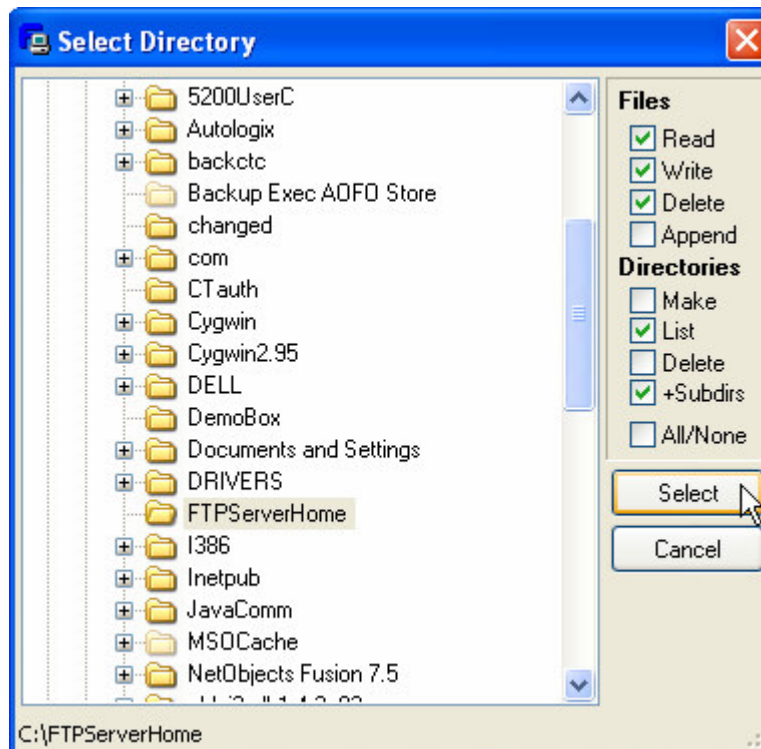 Select Directory
5200UserC
Autologix
backctc
Backup Exec AOFO Store
changed
com
CTauth
Cygwin
Cygwin2.95
DELL
DemoBox
Documents and Settings
DRIVERS
FTPServerHome
I386
Inetpub
JavaComm
MSOCache
NetObjects Fusion 7.5
Files
Read
Write
Delete
Append
Directories
Make
List
Delete
+Subdirs
All/None
Select
Cancel
C:\FTPServerHome